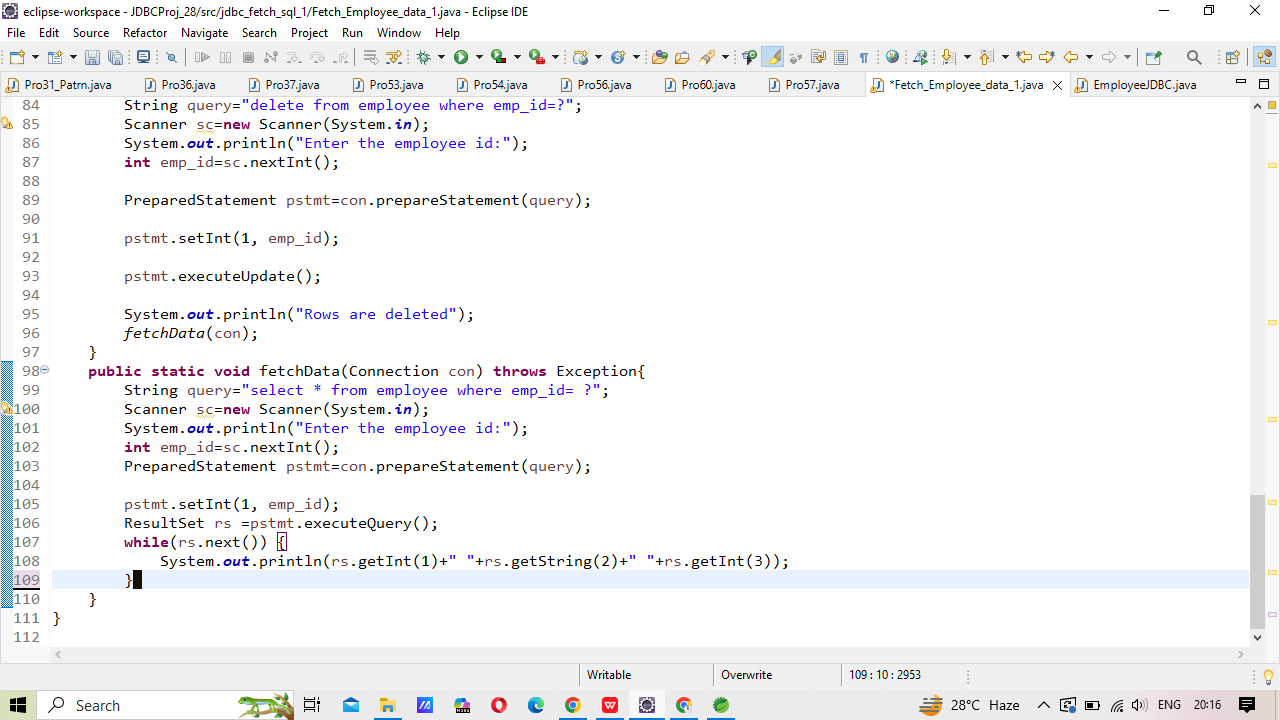 eclipse-workspace - JDBCProj_28/src/jdbc_fetch_sql_1/Fetch_Employee_data_1.java - Eclipse IDE
File Edit Source Refactor Navigate Search Project Run Window Help
Pro31_Patrn.java Pro36.java Pro37.java Pro53.java Pro54.java Pro56.java Pro60.java Pro57.java *Fetch_Employee_data_1.java EmployeeJDBC.java
84 String query="delete from employee where emp_id=?";
85 Scanner sc=new Scanner(System.in);
86 System.out.println("Enter the employee id:");
87 int emp_id=sc.nextInt();
88
89 PreparedStatement pstmt=con.prepareStatement(query);
90
91 pstmt.setInt(1, emp_id);
92
93 pstmt.executeUpdate();
94
95 System.out.println("Rows are deleted");
96 fetchData(con);
97 }
98 public static void fetchData(Connection con) throws Exception{
99 String query="select * from employee where emp_id= ?";
100 Scanner sc=new Scanner(System.in);
101 System.out.println("Enter the employee id:");
102 int emp_id=sc.nextInt();
103 PreparedStatement pstmt=con.prepareStatement(query);
104
105 pstmt.setInt(1, emp_id);
106 ResultSet rs =pstmt.executeQuery();
107 while(rs.next()) {
108 System.out.println(rs.getInt(1)+" "+rs.getString(2)+" "+rs.getInt(3));
109 }
110 }
111 }
112
Writable Overwrite 109 : 10 : 2953
Search 28°C Haze ENG 20:16